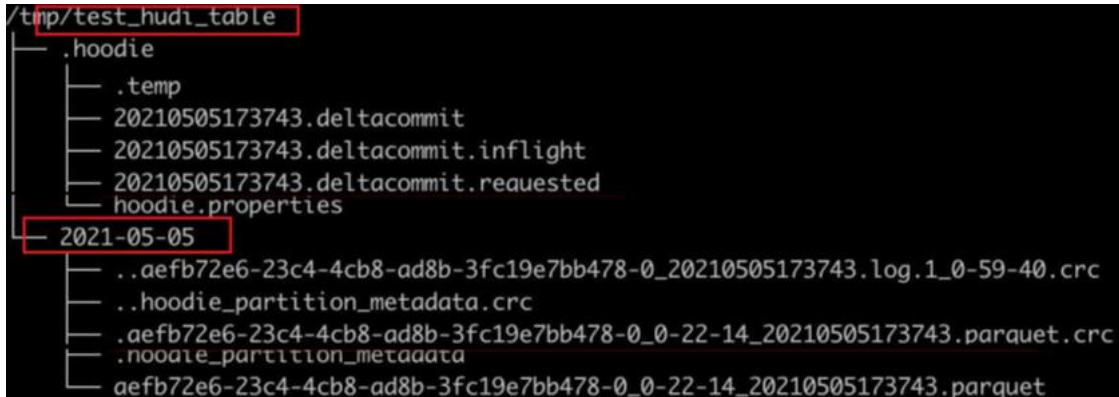 /tmp/test_hudi_table
├── .hoodie
├── .temp
├── 20210505173743.deltacommit
├── 20210505173743.deltacommit.inflight
├── 20210505173743.deltacommit.requested
└── hoodie.properties
└── 2021-05-05
├── ..aefb72e6-23c4-4cb8-ad8b-3fc19e7bb478-0_20210505173743.log.1_0-59-40.crc
├── ..hoodie_partition_metadata.crc
├── .aefb72e6-23c4-4cb8-ad8b-3fc19e7bb478-0_0-22-14_20210505173743.parquet.crc
├── .hoodie_partition_metadata
└── aefb72e6-23c4-4cb8-ad8b-3fc19e7bb478-0_0-22-14_20210505173743.parquet